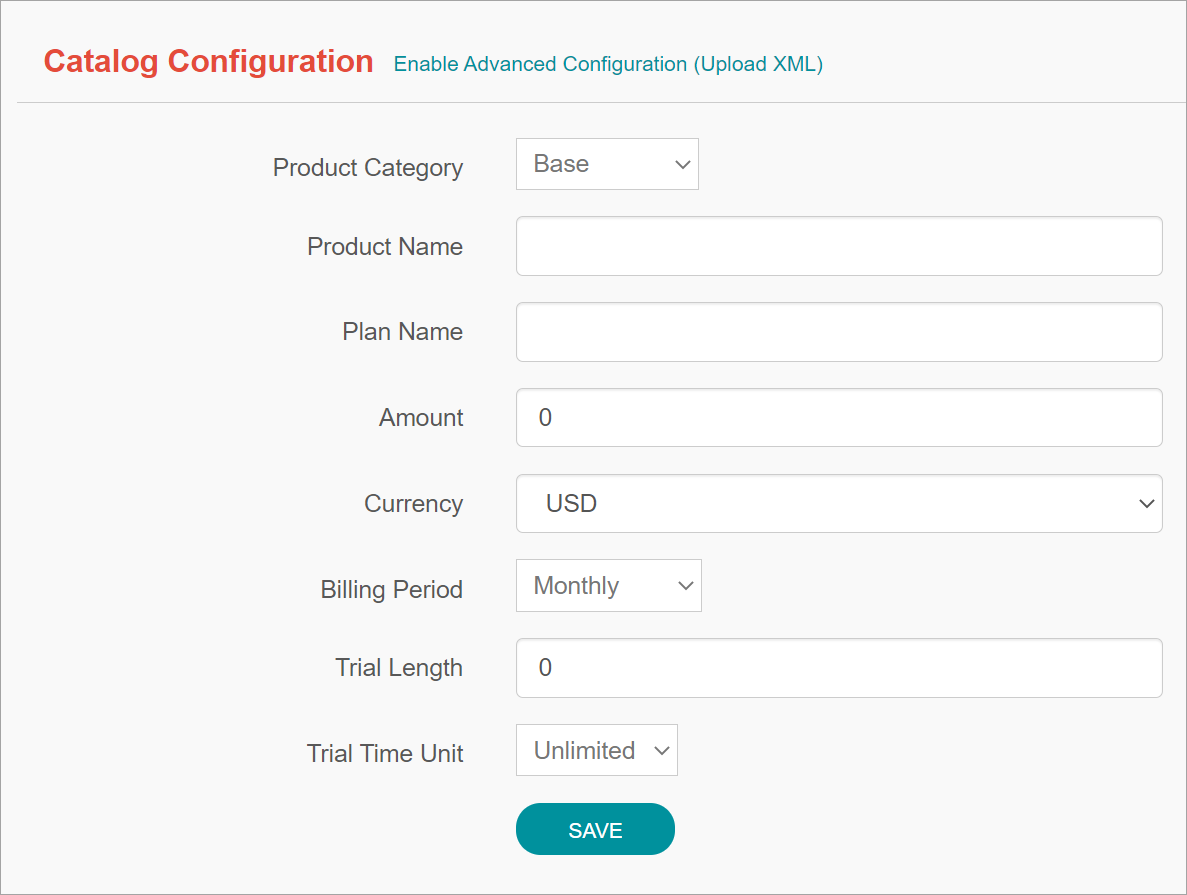 Catalog Configuration Enable Advanced Configuration (Upload XML)
Product Category Base
Product Name
Plan Name
Amount 0
Currency USD
Billing Period Monthly
Trial Length 0
Trial Time Unit Unlimited
SAVE